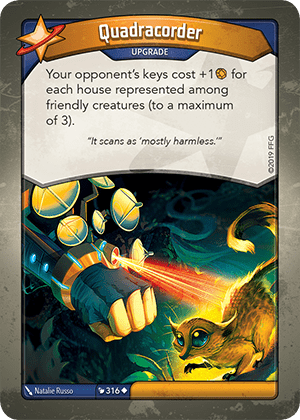 Quadracorder
UPGRADE
Your opponent's keys cost +1 for
each house represented among
friendly creatures (to a maximum
of 3).
"It scans as 'mostly harmless.'"
©2019 FFG
Natalie Russo
316